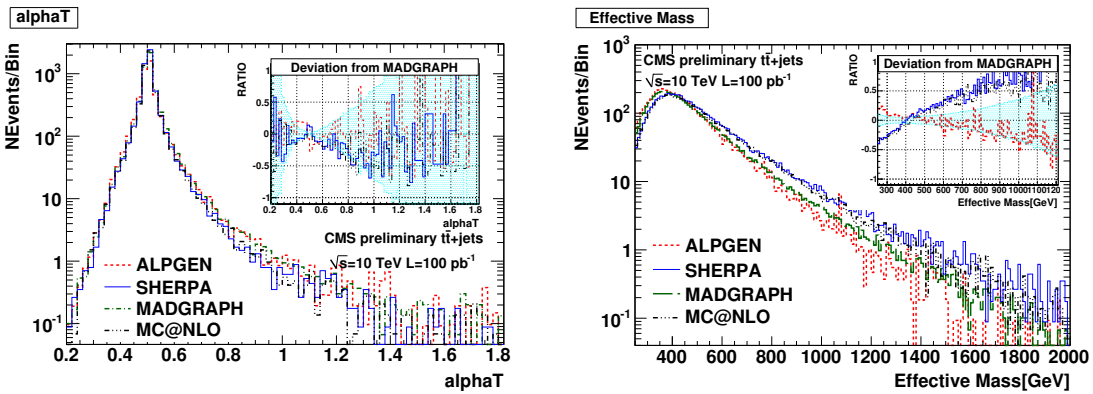 alphaT
NEvents/Bin
10³
10²
10
1
10⁻¹
0.2 0.4 0.6 0.8 1 1.2 1.4 1.6 1.8
alphaT
Deviation from MADGRAPH
RATIO
0.5
0
-0.5
-1
0.2 0.4 0.6 0.8 1 1.2 1.4 1.6 1.8
alphaT
CMS preliminary tt̄+jets
√s=10 TeV L=100 pb⁻¹
ALPGEN
SHERPA
MADGRAPH
MC@NLO
Effective Mass
NEvents/Bin
10³
10²
10
1
10⁻¹
400 600 800 1000 1200 1400 1600 1800 2000
Effective Mass[GeV]
CMS preliminary tt̄+jets
√s=10 TeV L=100 pb⁻¹
Deviation from MADGRAPH
RATIO
0.5
0
-0.5
-1
300 400 500 600 700 800 900 1000 1100 120
Effective Mass[GeV]
ALPGEN
SHERPA
MADGRAPH
MC@NLO